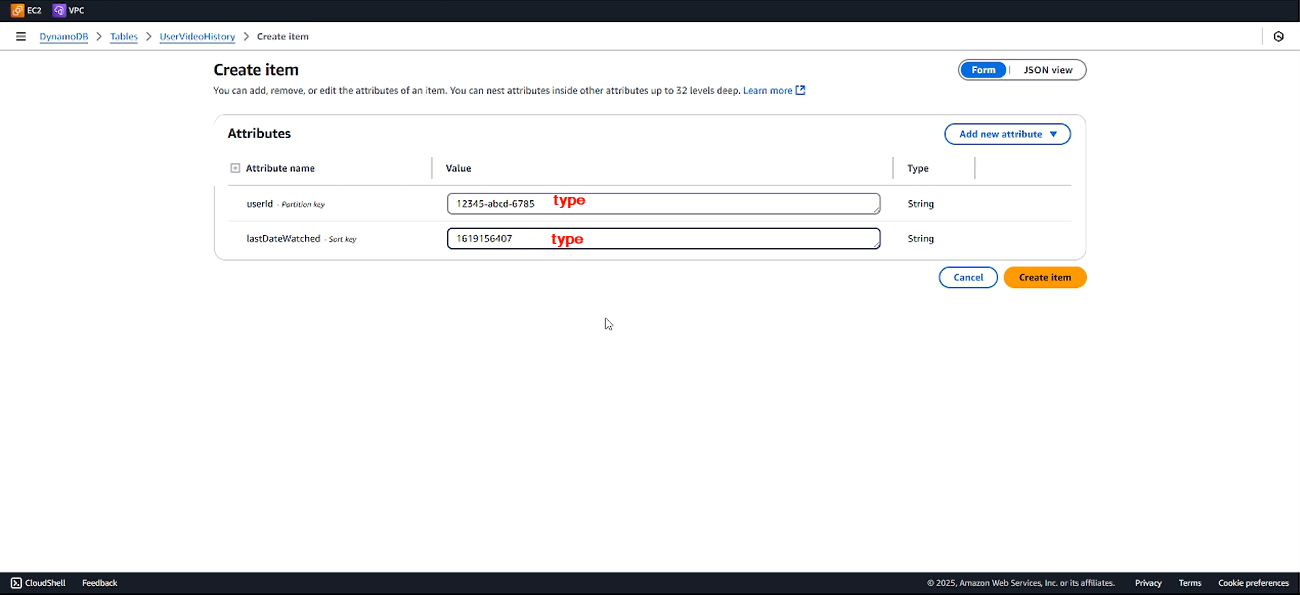 EC2 VPC
DynamoDB > Tables > UserVideoHistory > Create item
Create item
Form | JSON view
You can add, remove, or edit the attributes of an item. You can nest attributes inside other attributes up to 32 levels deep. Learn more
Attributes
Add new attribute
Attribute name Value Type
userId - Partition key 12345-abcd-6785 type String
lastDateWatched - Sort key 1619156407 type String
Cancel Create item
CloudShell Feedback © 2025, Amazon Web Services, Inc. or its affiliates. Privacy Terms Cookie preferences